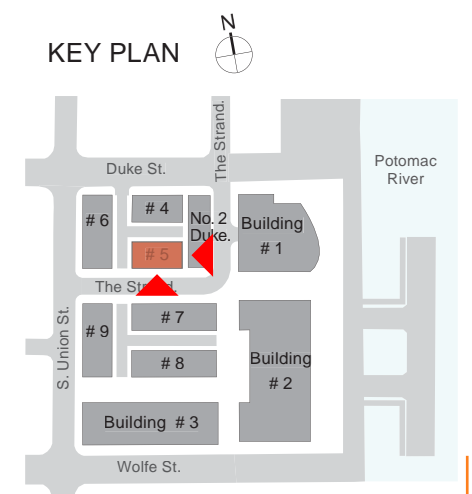 N
KEY PLAN
The Strand.
Duke St.
Potomac
River
# 4
# 6
No. 2
Duke.
Building
# 1
# 5
The Strand.
# 7
# 9
S. Union St.
# 8
Building
# 2
Building # 3
Wolfe St.